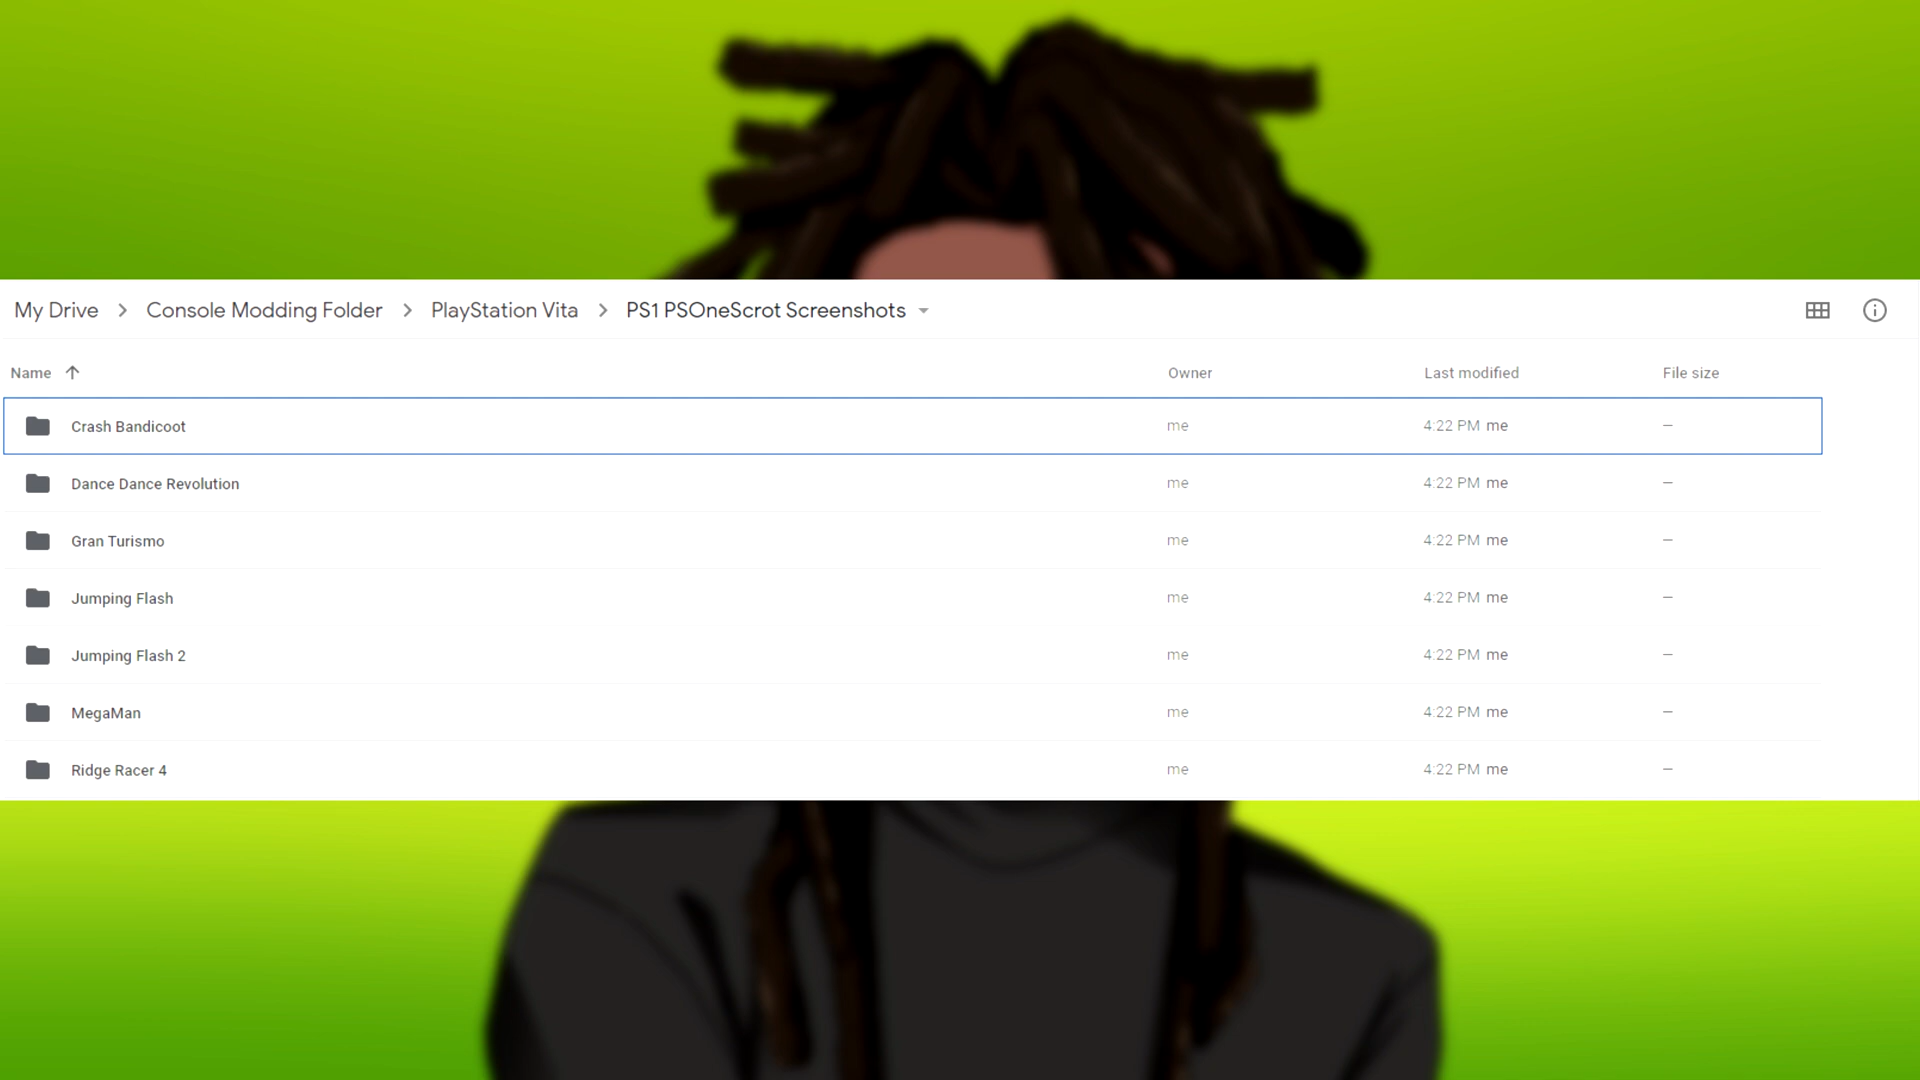 My Drive > Console Modding Folder > PlayStation Vita > PS1 PSOneScrot Screenshots
Name Owner Last modified File size
Crash Bandicoot me 4:22 PM me —
Dance Dance Revolution me 4:22 PM me —
Gran Turismo me 4:22 PM me —
Jumping Flash me 4:22 PM me —
Jumping Flash 2 me 4:22 PM me —
MegaMan me 4:22 PM me —
Ridge Racer 4 me 4:22 PM me —